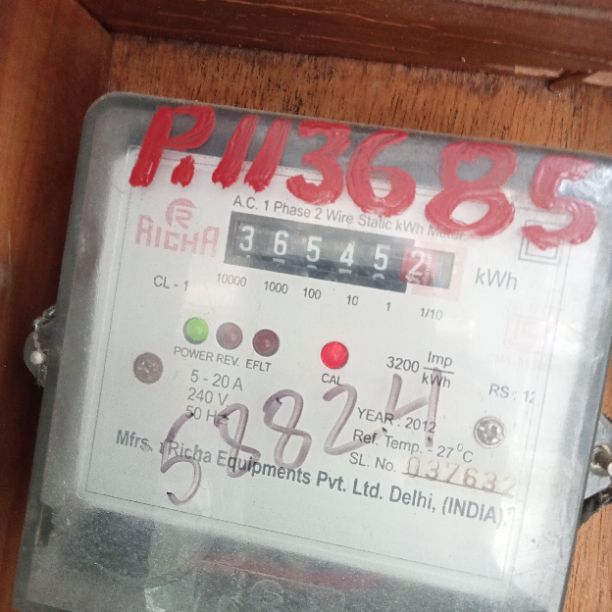 P.113685
A.C. 1 Phase 2 Wire Static kWh Meter
RICHA
365452 kWh
CL - 1 10000 1000 100 10 1 1/10
POWER REV. EFLT CAL
3200 Imp/kWh
5 - 20 A
240 V
50 Hz
RS : 12
YEAR - 2012
Ref. Temp. - 27°C
SL. No. 037632
58824
Mfrs. : Richa Equipments Pvt. Ltd. Delhi, (INDIA).